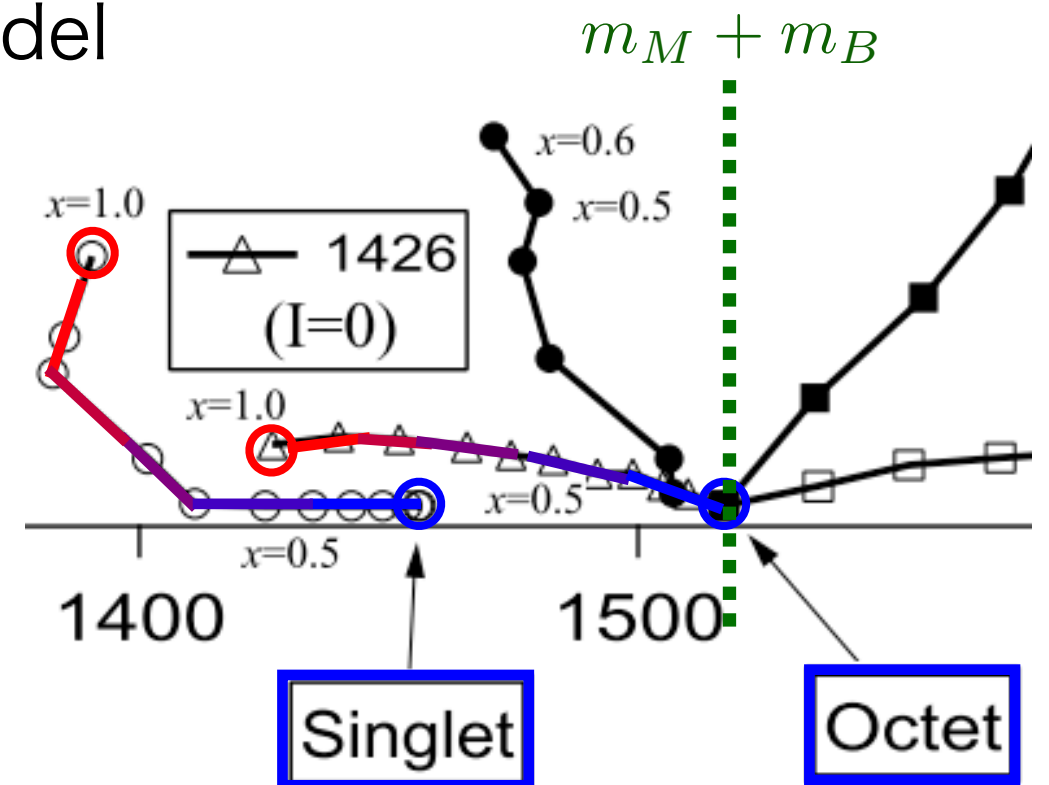 del
m_M + m_B
x=0.6
x=1.0
x=0.5
1426
(I=0)
x=1.0
x=0.5
x=0.5
1400
1500
Singlet
Octet